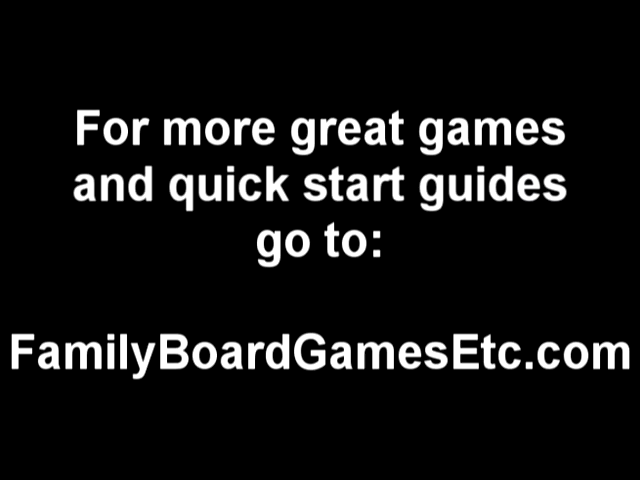 For more great games
and quick start guides
go to:
FamilyBoardGamesEtc.com